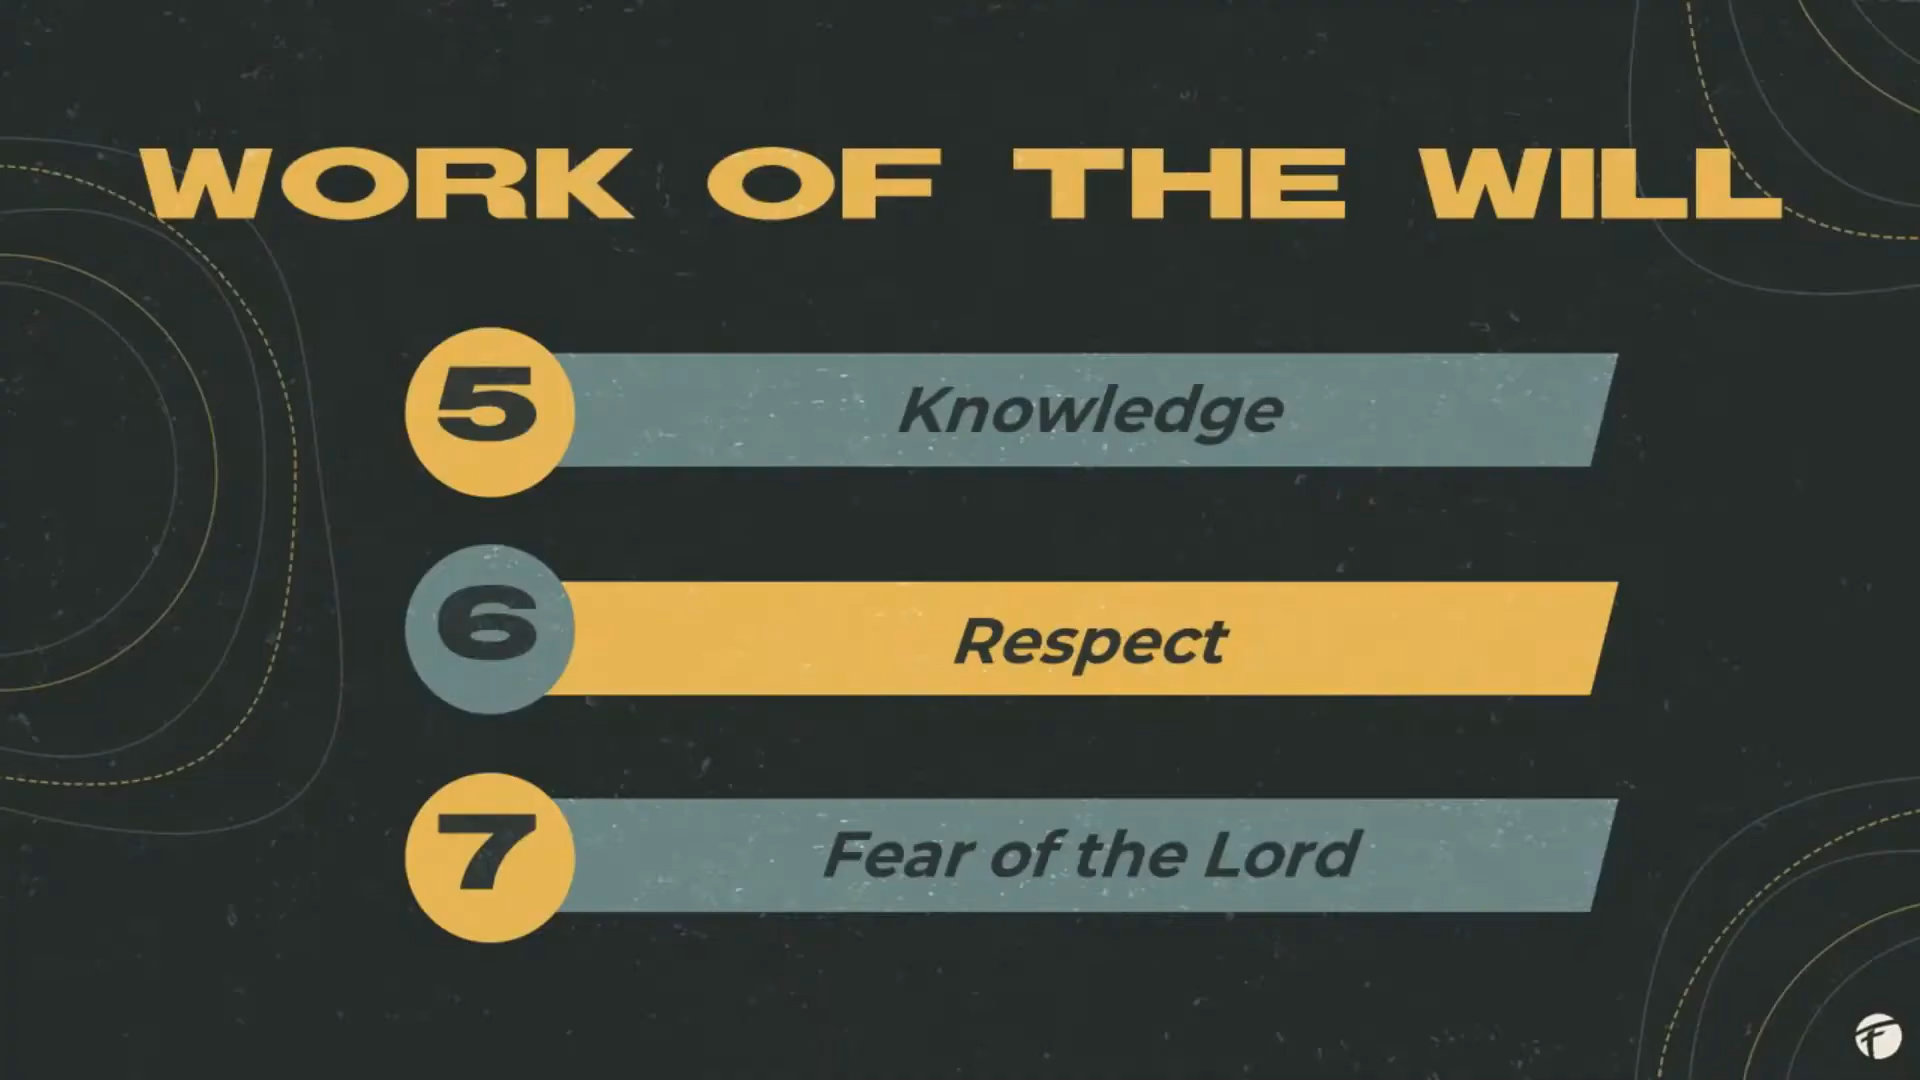 WORK OF THE WILL
5 Knowledge
6 Respect
7 Fear of the Lord